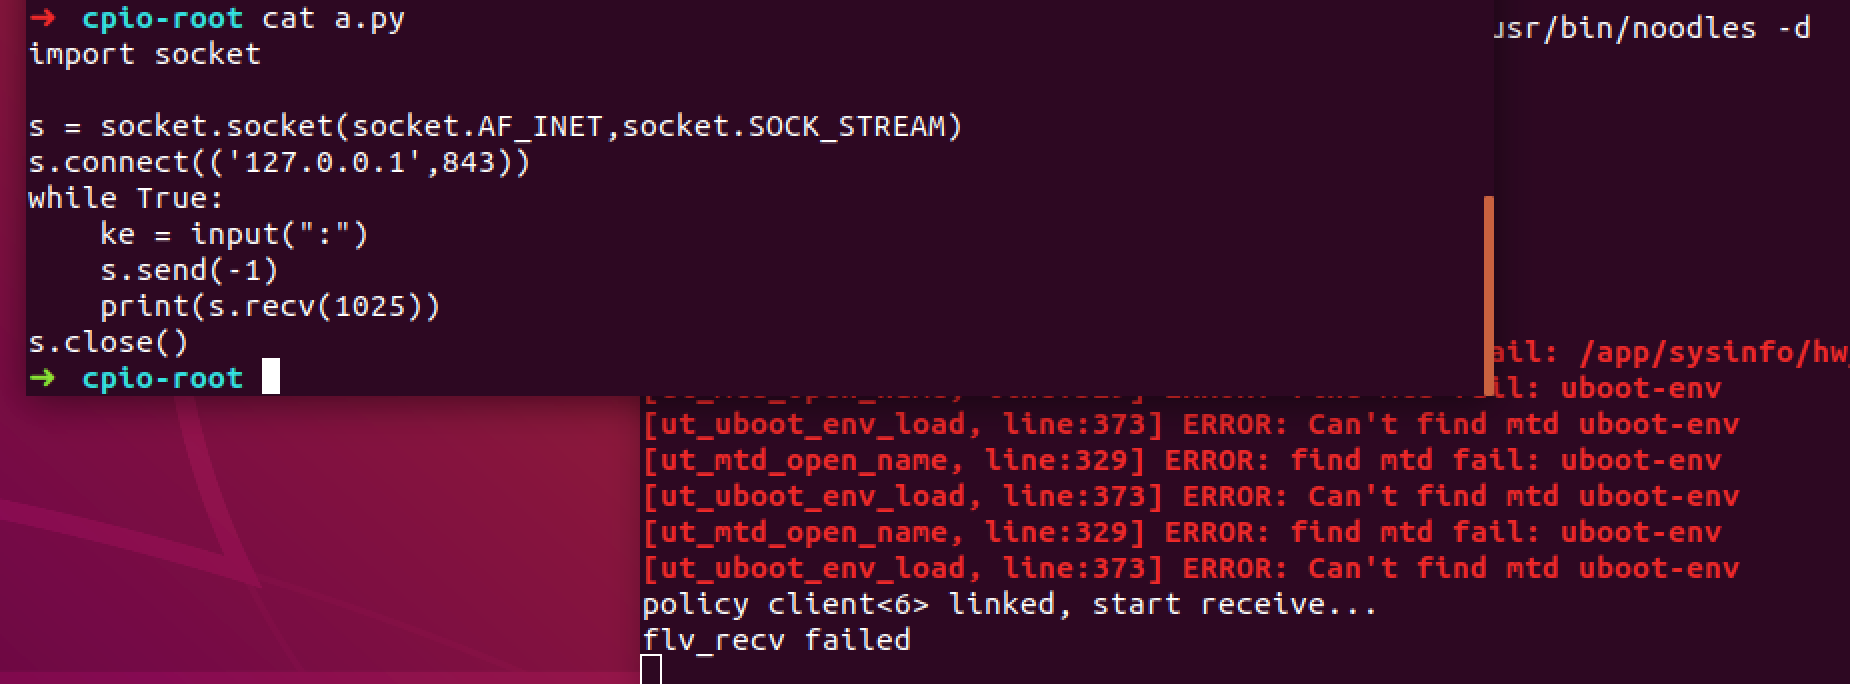 ➜ cpio-root cat a.py
import socket

s = socket.socket(socket.AF_INET,socket.SOCK_STREAM)
s.connect(('127.0.0.1',843))
while True:
    ke = input(":")
    s.send(-1)
    print(s.recv(1025))
s.close()
➜ cpio-root
usr/bin/noodles -d
ail: /app/sysinfo/hw_
il: uboot-env
[ut_uboot_env_load, line:373] ERROR: Can't find mtd uboot-env
[ut_mtd_open_name, line:329] ERROR: find mtd fail: uboot-env
[ut_uboot_env_load, line:373] ERROR: Can't find mtd uboot-env
[ut_mtd_open_name, line:329] ERROR: find mtd fail: uboot-env
[ut_uboot_env_load, line:373] ERROR: Can't find mtd uboot-env
policy client<6> linked, start receive...
flv_recv failed